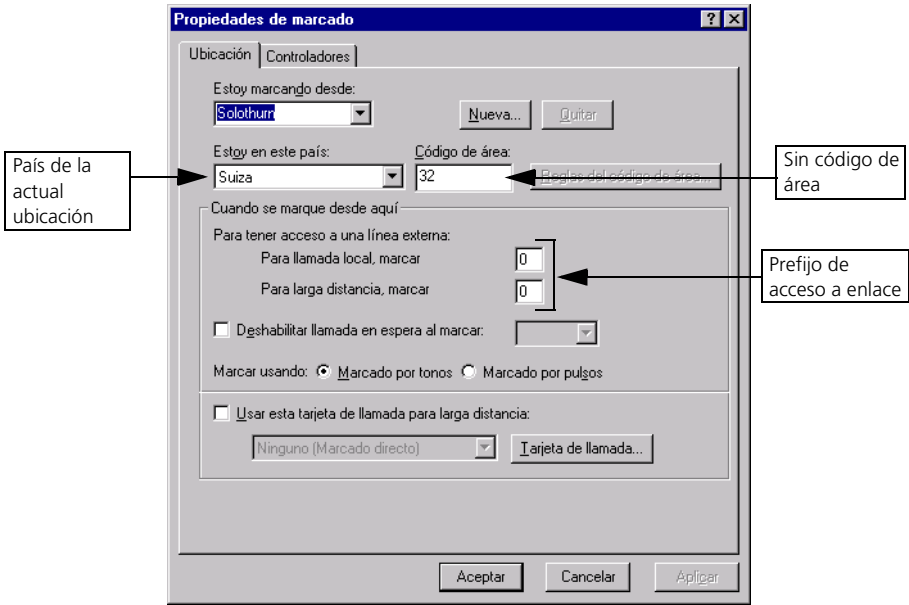 Propiedades de marcado
Ubicación
Controladores
Estoy marcando desde:
Solothurn
Nueva...
Quitar
Estoy en este país:
Código de área:
Suiza
32
Reglas del código de área...
País de la
actual
ubicación
Sin código de
área
Cuando se marque desde aquí
Para tener acceso a una línea externa:
Para llamada local, marcar
0
Para larga distancia, marcar
0
Prefijo de
acceso a enlace
Deshabilitar llamada en espera al marcar:
Marcar usando:
Marcado por tonos
Marcado por pulsos
Usar esta tarjeta de llamada para larga distancia:
Ninguno (Marcado directo)
Tarjeta de llamada...
Aceptar
Cancelar
Aplicar